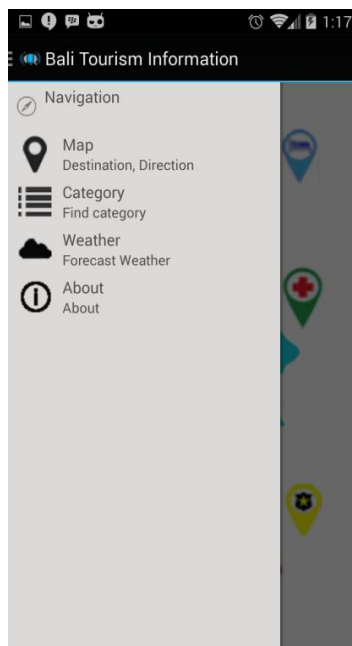 1:17
Bali Tourism Information
Navigation
Map
Destination, Direction
Category
Find category
Weather
Forecast Weather
About
About